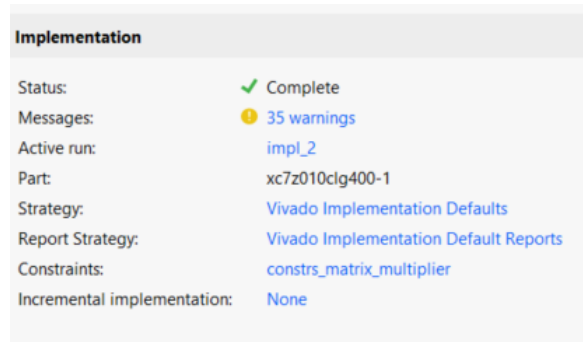 Implementation
Status: Complete
Messages: 35 warnings
Active run: impl_2
Part: xc7z010clg400-1
Strategy: Vivado Implementation Defaults
Report Strategy: Vivado Implementation Default Reports
Constraints: constrs_matrix_multiplier
Incremental implementation: None